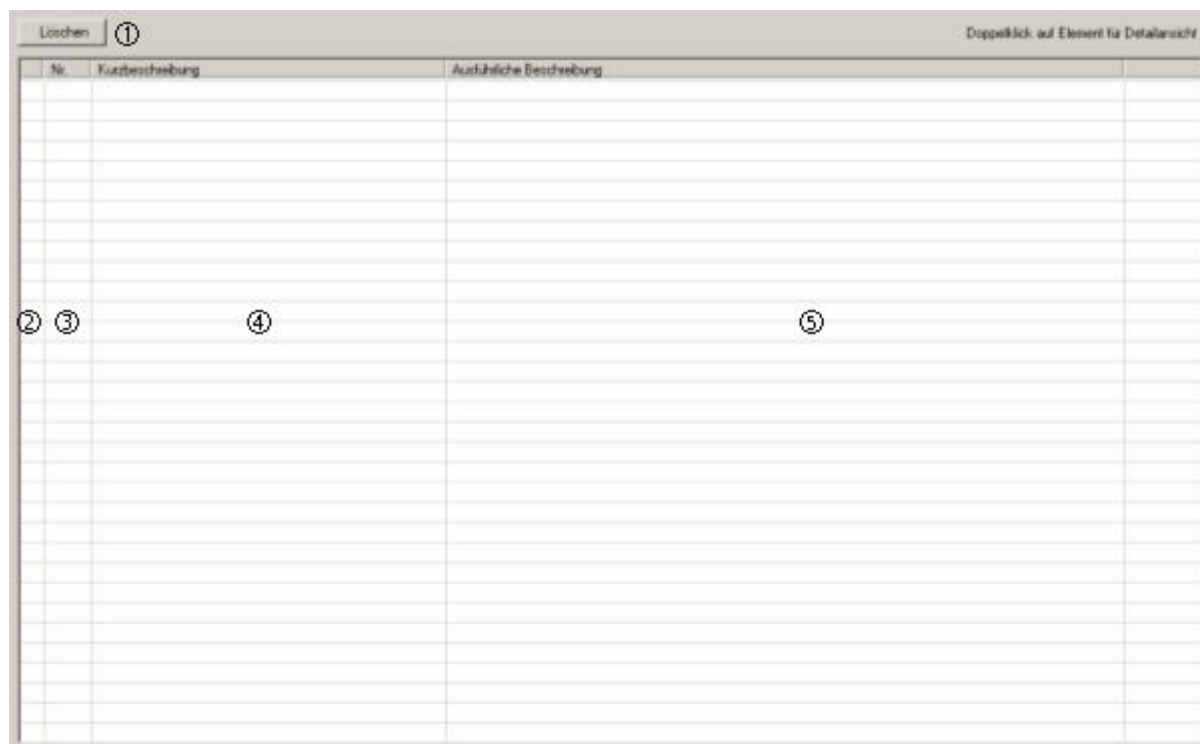 Löschen ① Doppelklick auf Element für Detailansicht
Nr. Kurzbeschreibung Ausführliche Beschreibung
② ③ ④ ⑤